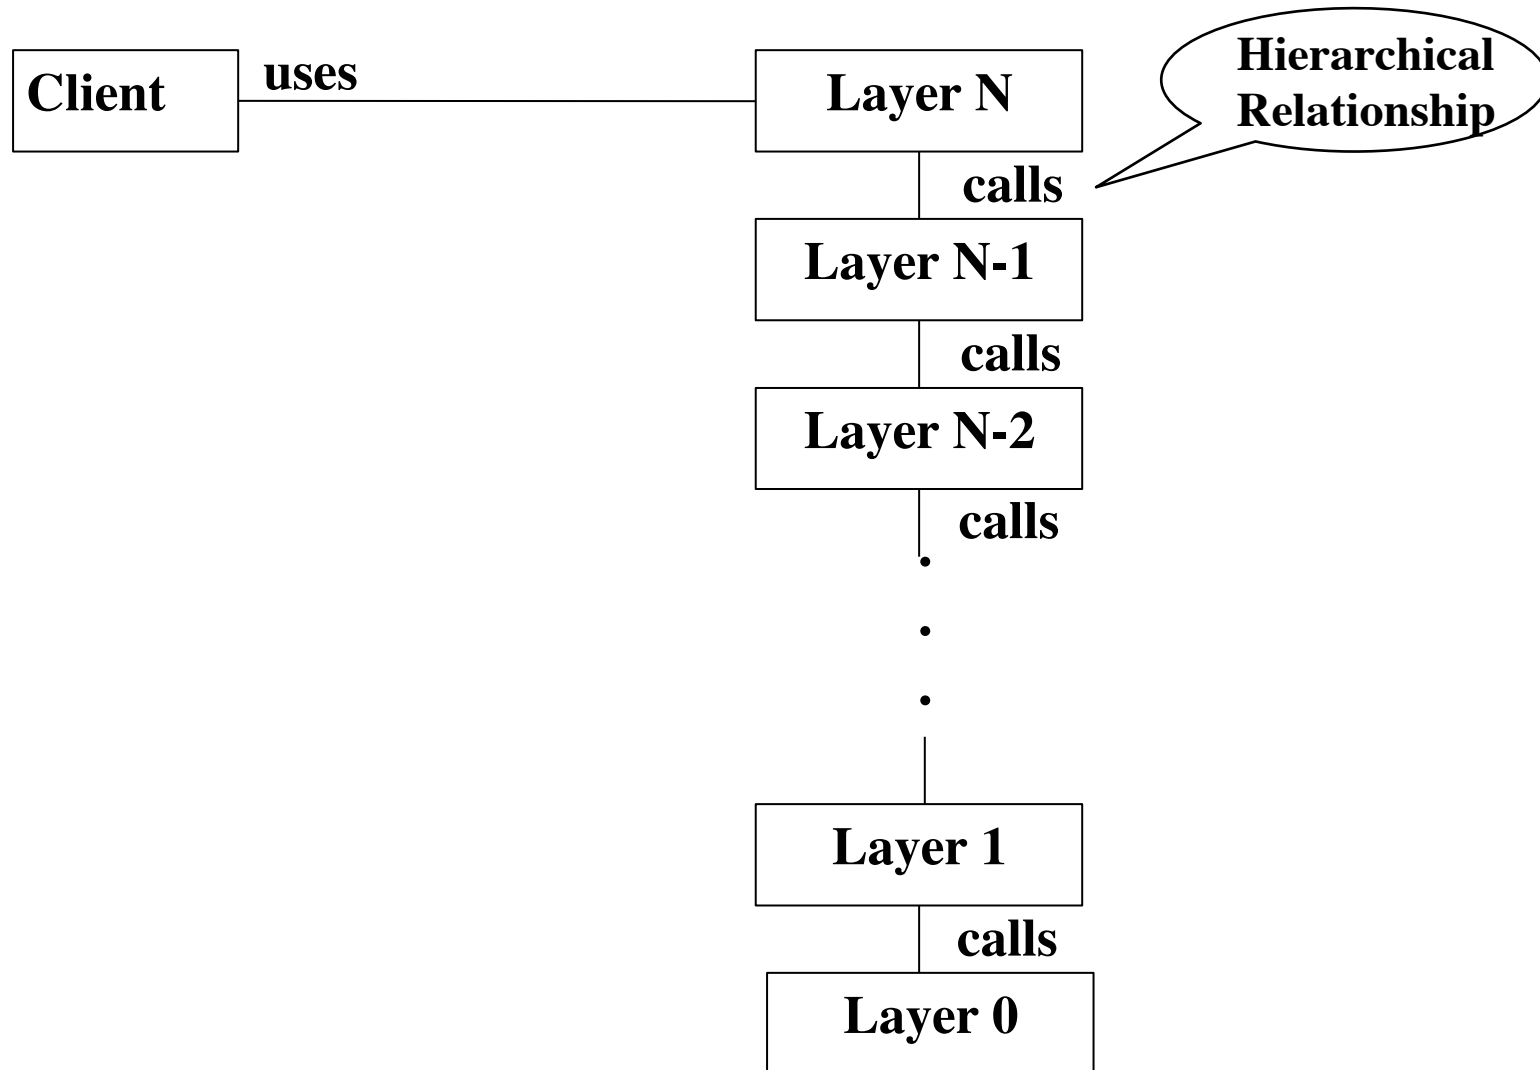 Client
uses
Layer N
Hierarchical
Relationship
calls
Layer N-1
calls
Layer N-2
calls
Layer 1
calls
Layer 0